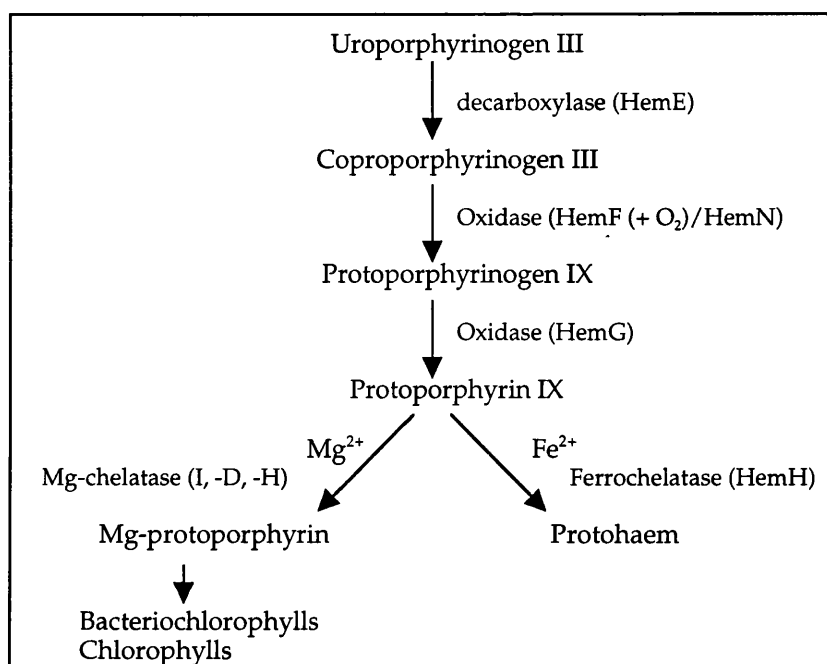 Uroporphyrinogen III
decarboxylase (HemE)
Coproporphyrinogen III
Oxidase (HemF (+ O₂)/HemN)
Protoporphyrinogen IX
Oxidase (HemG)
Protoporphyrin IX
Mg²⁺
Fe²⁺
Mg-chelatase (I, -D, -H)
Ferrochelatase (HemH)
Mg-protoporphyrin
Protohaem
Bacteriochlorophylls
Chlorophylls